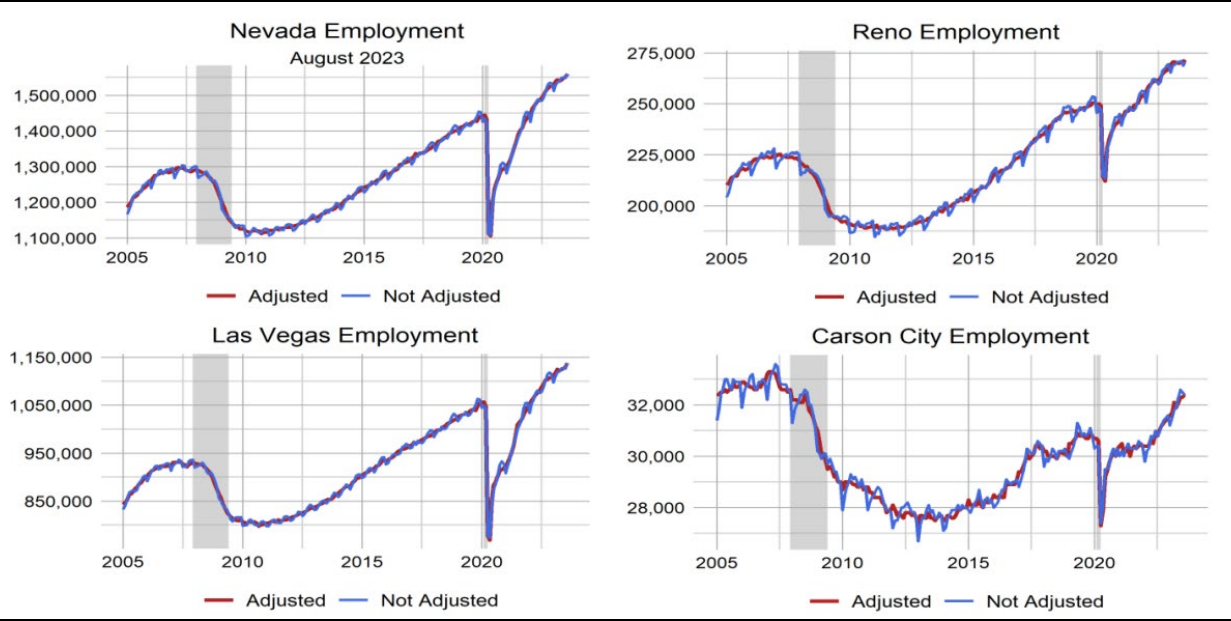 Nevada Employment
August 2023
1,500,000
1,400,000
1,300,000
1,200,000
1,100,000
2005 2010 2015 2020
Adjusted Not Adjusted
Reno Employment
275,000
250,000
225,000
200,000
2005 2010 2015 2020
Adjusted Not Adjusted
Las Vegas Employment
1,150,000
1,050,000
950,000
850,000
2005 2010 2015 2020
Adjusted Not Adjusted
Carson City Employment
32,000
30,000
28,000
2005 2010 2015 2020
Adjusted Not Adjusted